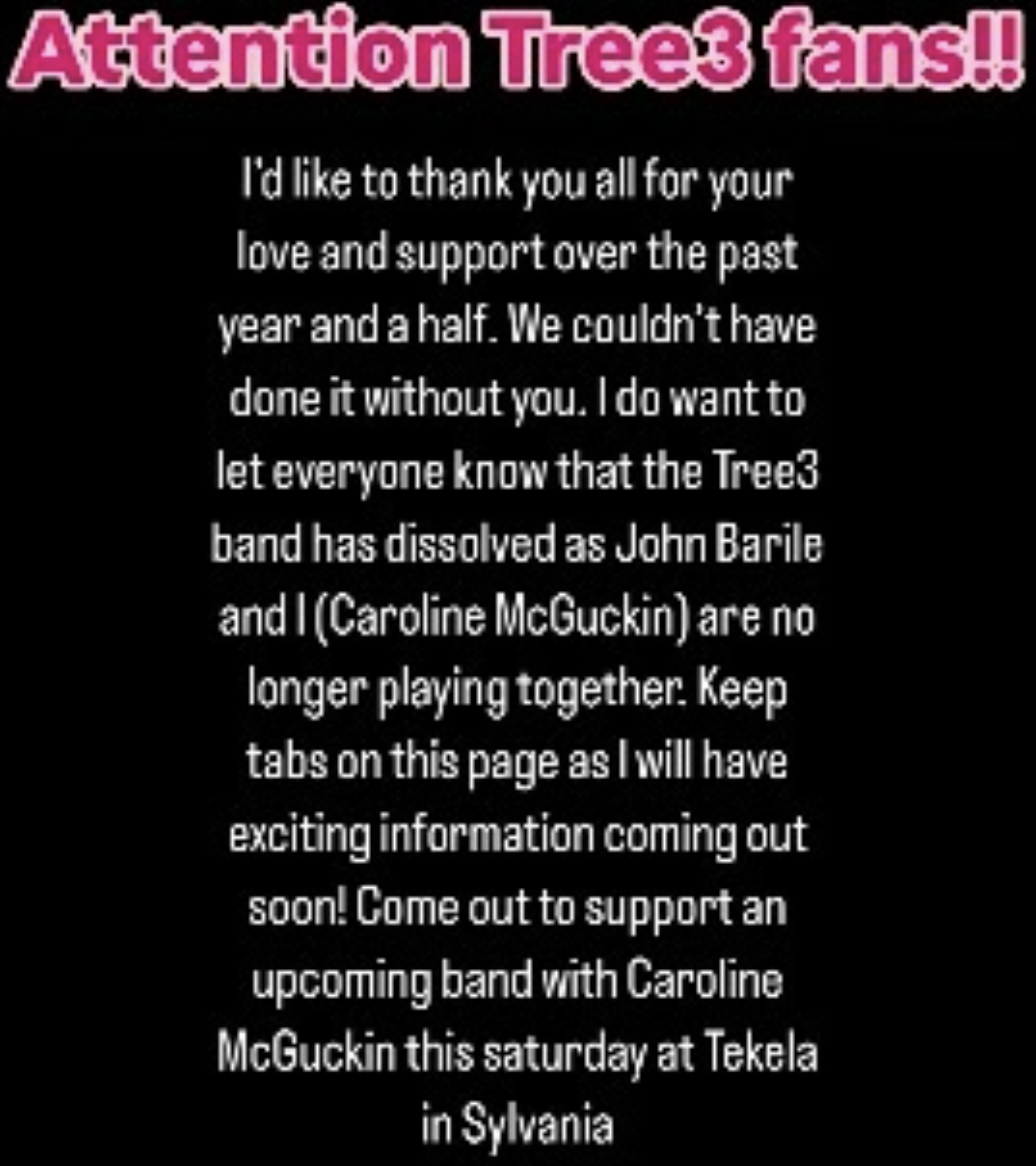 Attention Tree3 fans!!
I'd like to thank you all for your
love and support over the past
year and a half. We couldn't have
done it without you. I do want to
let everyone know that the Tree3
band has dissolved as John Barile
and I (Caroline McGuckin) are no
longer playing together. Keep
tabs on this page as I will have
exciting information coming out
soon! Come out to support an
upcoming band with Caroline
McGuckin this saturday at Tekela
in Sylvania